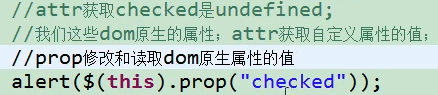 //attr获取checked是undefined;
//我们这些dom原生的属性；attr获取自定义属性的值；
//prop修改和读取dom原生属性的值
alert($(this).prop("checked"));